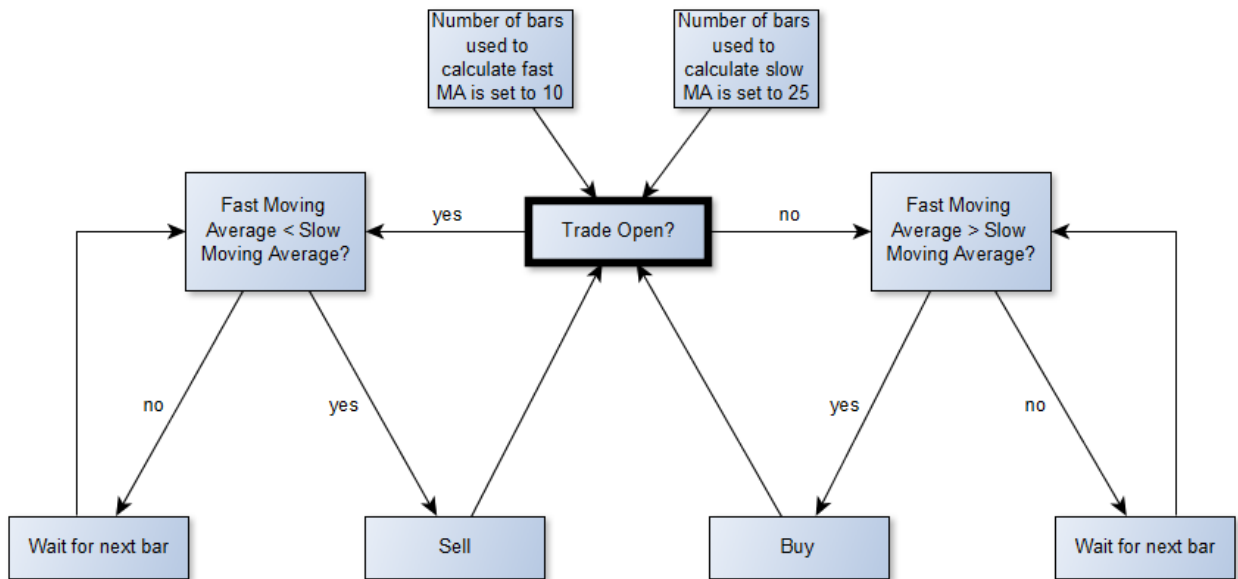 Number of bars
used to
calculate fast
MA is set to 10
Number of bars
used to
calculate slow
MA is set to 25
Fast Moving
Average < Slow
Moving Average?
yes
Trade Open?
no
Fast Moving
Average > Slow
Moving Average?
no
yes
yes
no
Wait for next bar
Sell
Buy
Wait for next bar